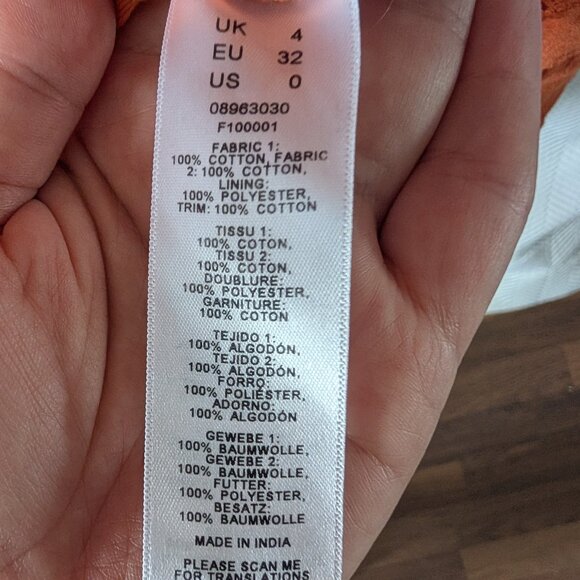 UK 4
EU 32
US 0
08963030
F100001
FABRIC 1:
100% COTTON, FABRIC
2: 100% COTTON,
LINING:
100% POLYESTER,
TRIM: 100% COTTON
TISSU 1:
100% COTON,
TISSU 2:
100% COTON,
DOUBLURE:
100% POLYESTER,
GARNITURE:
100% COTON
TEJIDO 1:
100% ALGODÓN,
TEJIDO 2:
100% ALGODÓN,
FORRO:
100% POLIÉSTER,
ADORNO:
100% ALGODÓN
GEWEBE 1:
100% BAUMWOLLE,
GEWEBE 2:
100% BAUMWOLLE,
FUTTER:
100% POLYESTER,
BESATZ:
100% BAUMWOLLE
MADE IN INDIA
PLEASE SCAN ME
FOR TRANSLATIONS